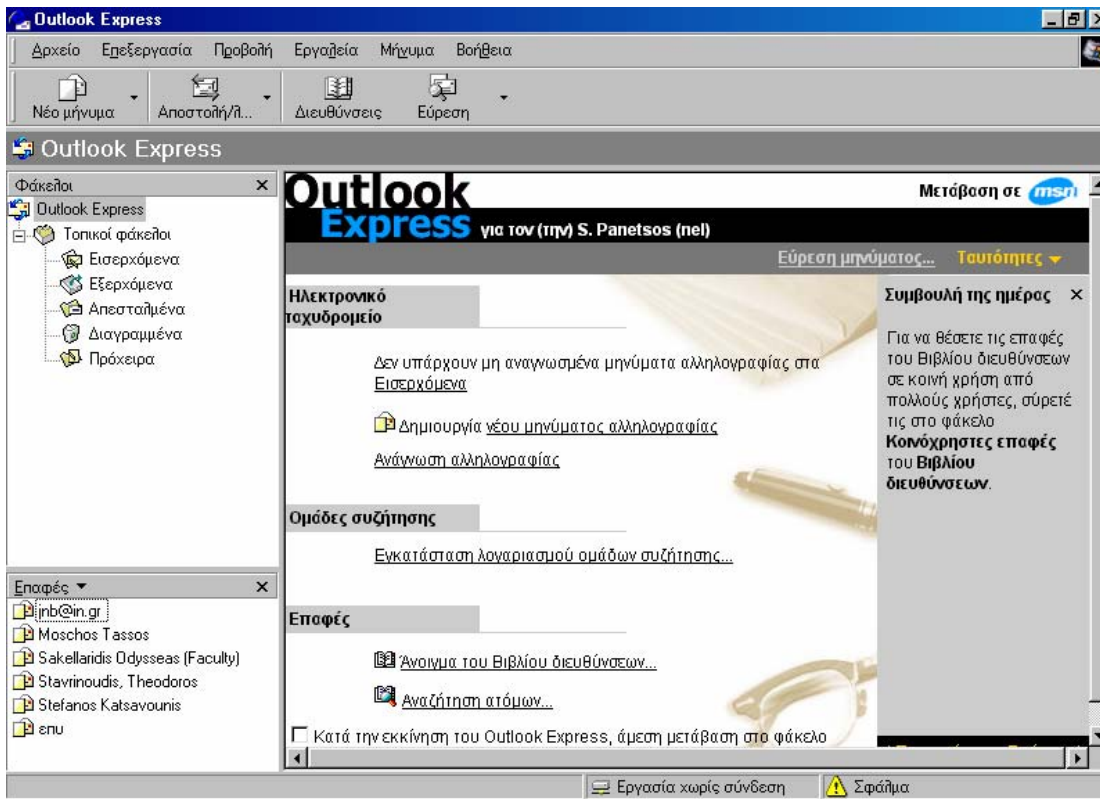 Outlook Express
Αρχείο Επεξεργασία Προβολή Εργαλεία Μήνυμα Βοήθεια
Νέο μήνυμα Αποστολή/λ... Διευθύνσεις Εύρεση
Outlook Express
Φάκελοι
Outlook Express
Τοπικοί φάκελοι
Εισερχόμενα
Εξερχόμενα
Απεσταλμένα
Διαγραμμένα
Πρόχειρα
Επαφές
jnb@in.gr
Moschos Tassos
Sakellaridis Odysseas (Faculty)
Stavrinoudis, Theodoros
Stefanos Katsavounis
επυ
Outlook
Express για τον (την) S. Panetsos (nel)
Μετάβαση σε msn
Εύρεση μηνύματος... Ταυτότητες
Ηλεκτρονικό
ταχυδρομείο
Δεν υπάρχουν μη αναγνωσμένα μηνύματα αλληλογραφίας στα
Εισερχόμενα
Δημιουργία νέου μηνύματος αλληλογραφίας
Ανάγνωση αλληλογραφίας
Ομάδες συζήτησης
Εγκατάσταση λογαριασμού ομάδων συζήτησης...
Επαφές
Άνοιγμα του Βιβλίου διευθύνσεων...
Αναζήτηση ατόμων...
Κατά την εκκίνηση του Outlook Express, άμεση μετάβαση στο φάκελο
Συμβουλή της ημέρας
Για να θέσετε τις επαφές
του Βιβλίου διευθύνσεων
σε κοινή χρήση από
πολλούς χρήστες, σύρετέ
τις στο φάκελο
Κοινόχρηστες επαφές
του Βιβλίου
διευθύνσεων.
Εργασία χωρίς σύνδεση Σφάλμα